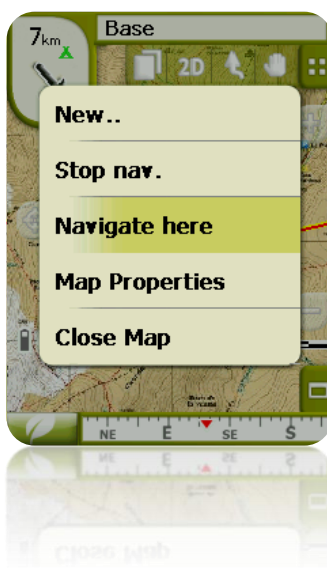 7km
Base
2D
New..
Stop nav.
Navigate here
Map Properties
Close Map
NE E SE S